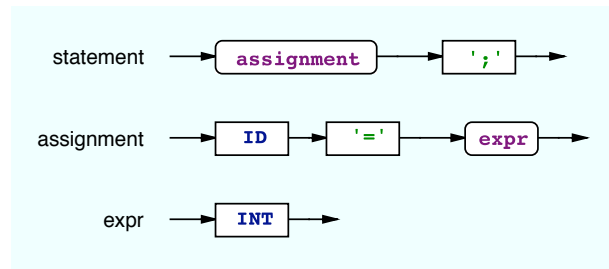 statement assignment ';'
assignment ID '=' expr
expr INT